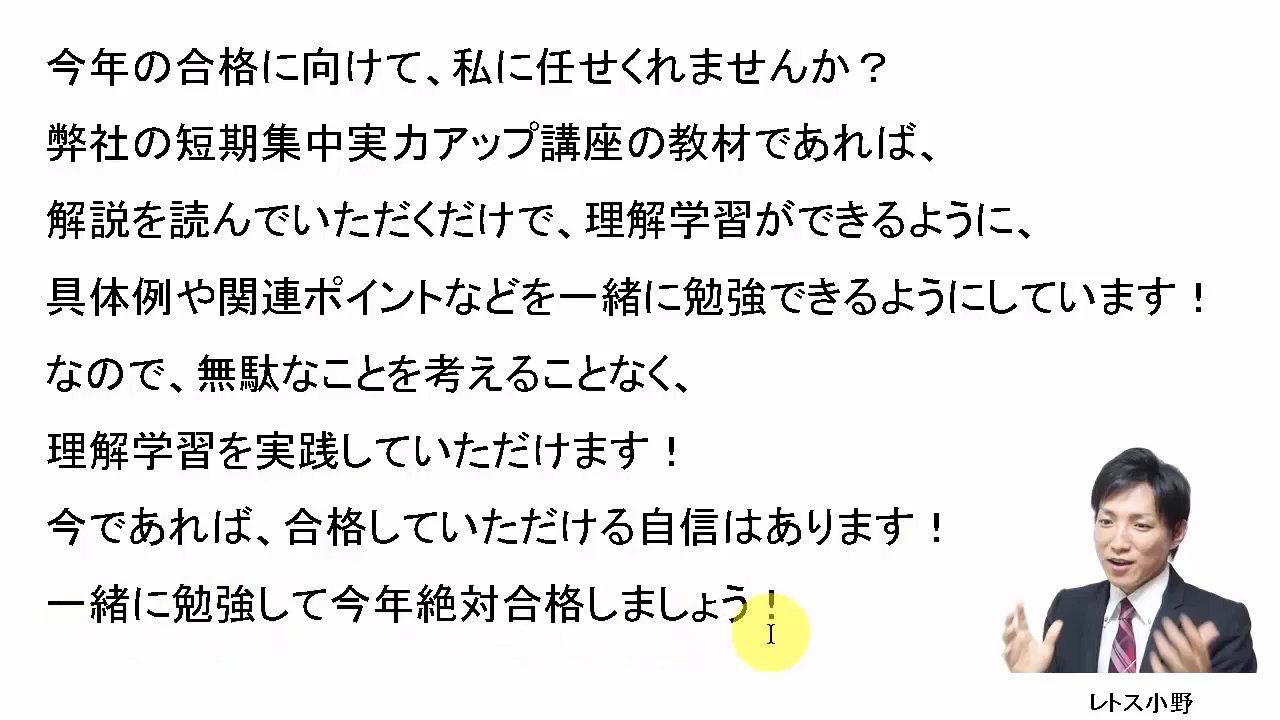 今年の合格に向けて、私に任せくれませんか？
弊社の短期集中実力アップ講座の教材であれば、
解説を読んでいただくだけで、理解学習ができるように、
具体例や関連ポイントなどを一緒に勉強できるようにしています！
なので、無駄なことを考えることなく、
理解学習を実践していただけます！
今であれば、合格していただける自信はあります！
一緒に勉強して今年絶対合格しましょう！
レトス小野